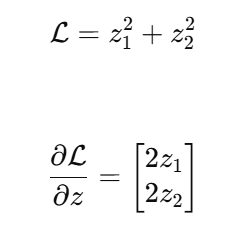 ℒ = z₁² + z₂²
∂ℒ/∂z = [2z₁
2z₂]